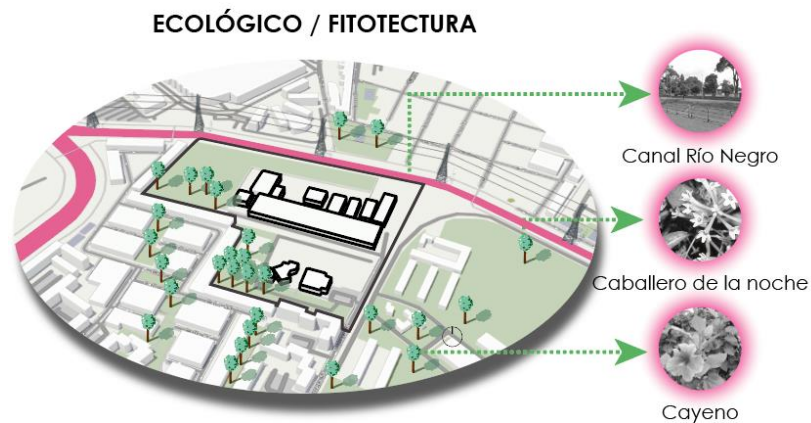 ECOLÓGICO / FITOTECTURA
Canal Río Negro
Caballero de la noche
Cayeno